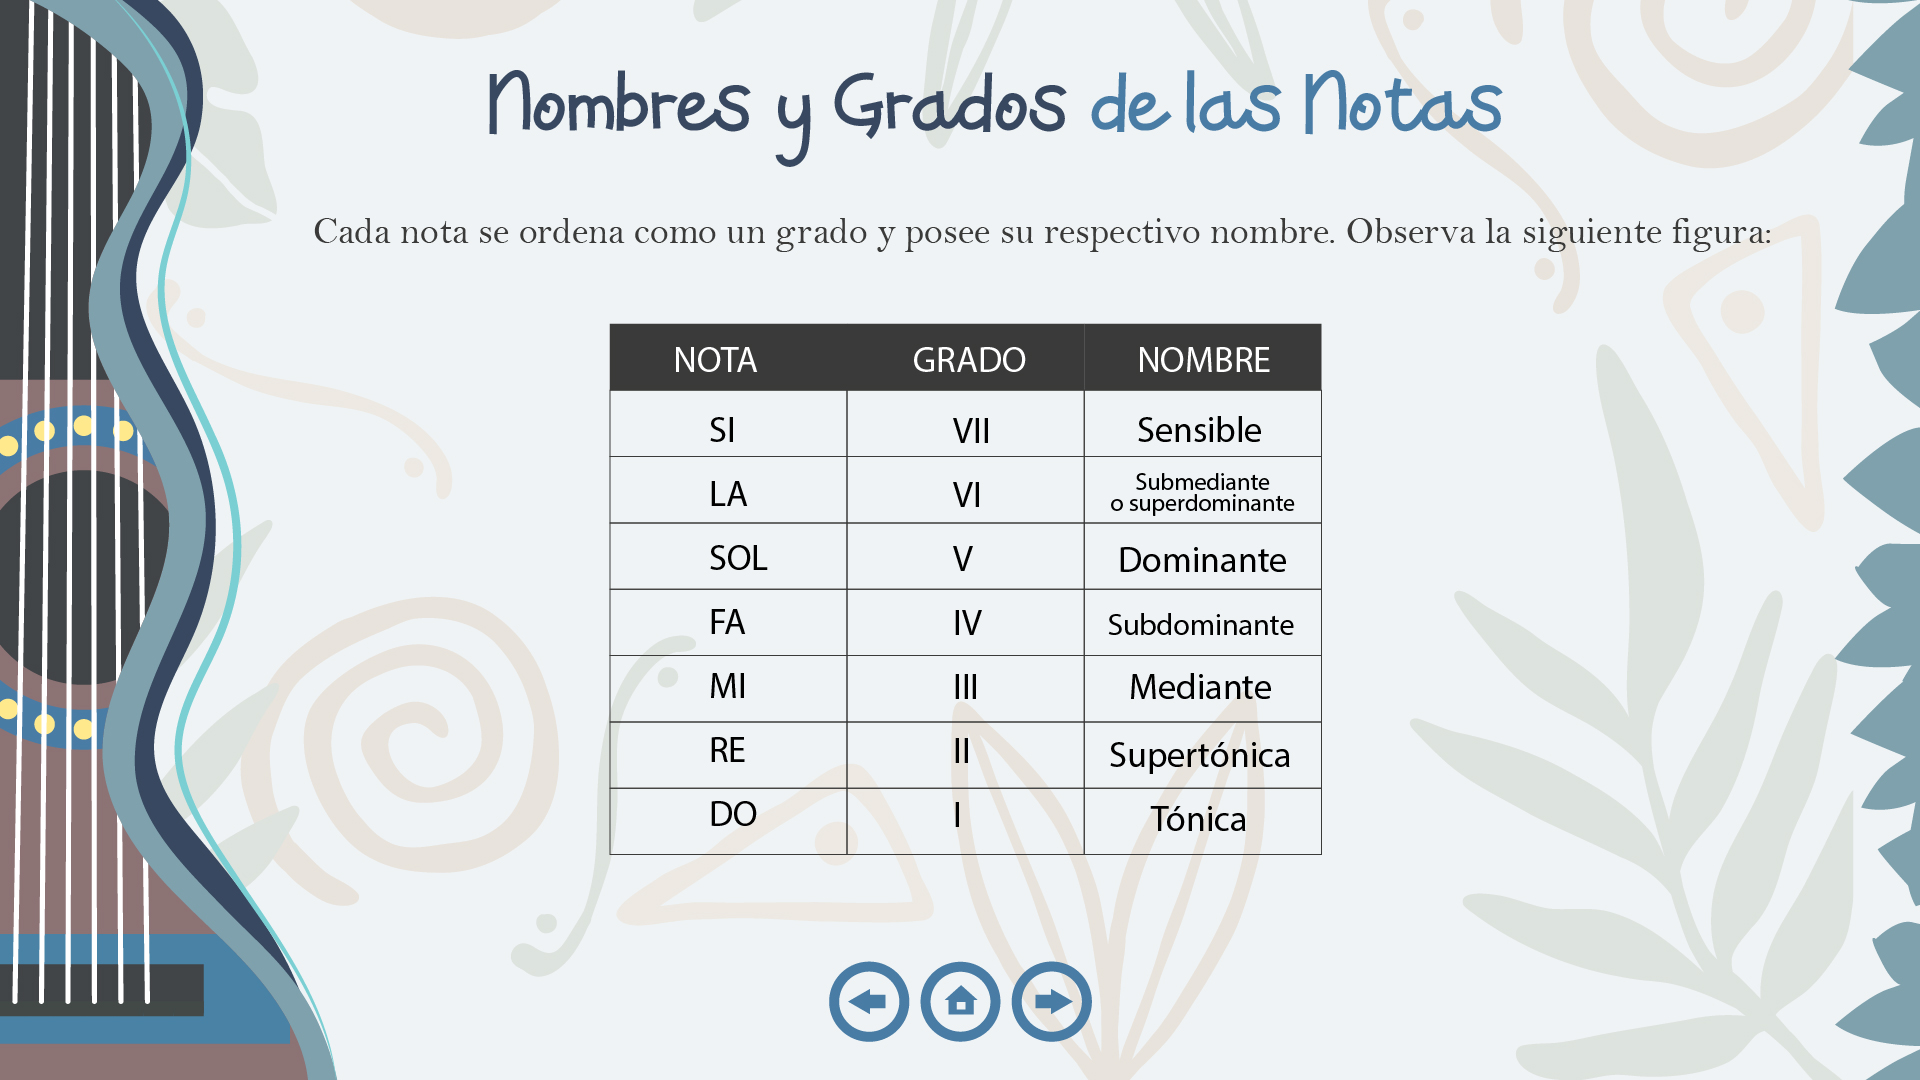 Nombres y Grados de las Notas
Cada nota se ordena como un grado y posee su respectivo nombre. Observa la siguiente figura:
NOTA GRADO NOMBRE
SI VII Sensible
LA VI Submediante
o superdominante
SOL V Dominante
FA IV Subdominante
MI III Mediante
RE II Supertónica
DO I Tónica